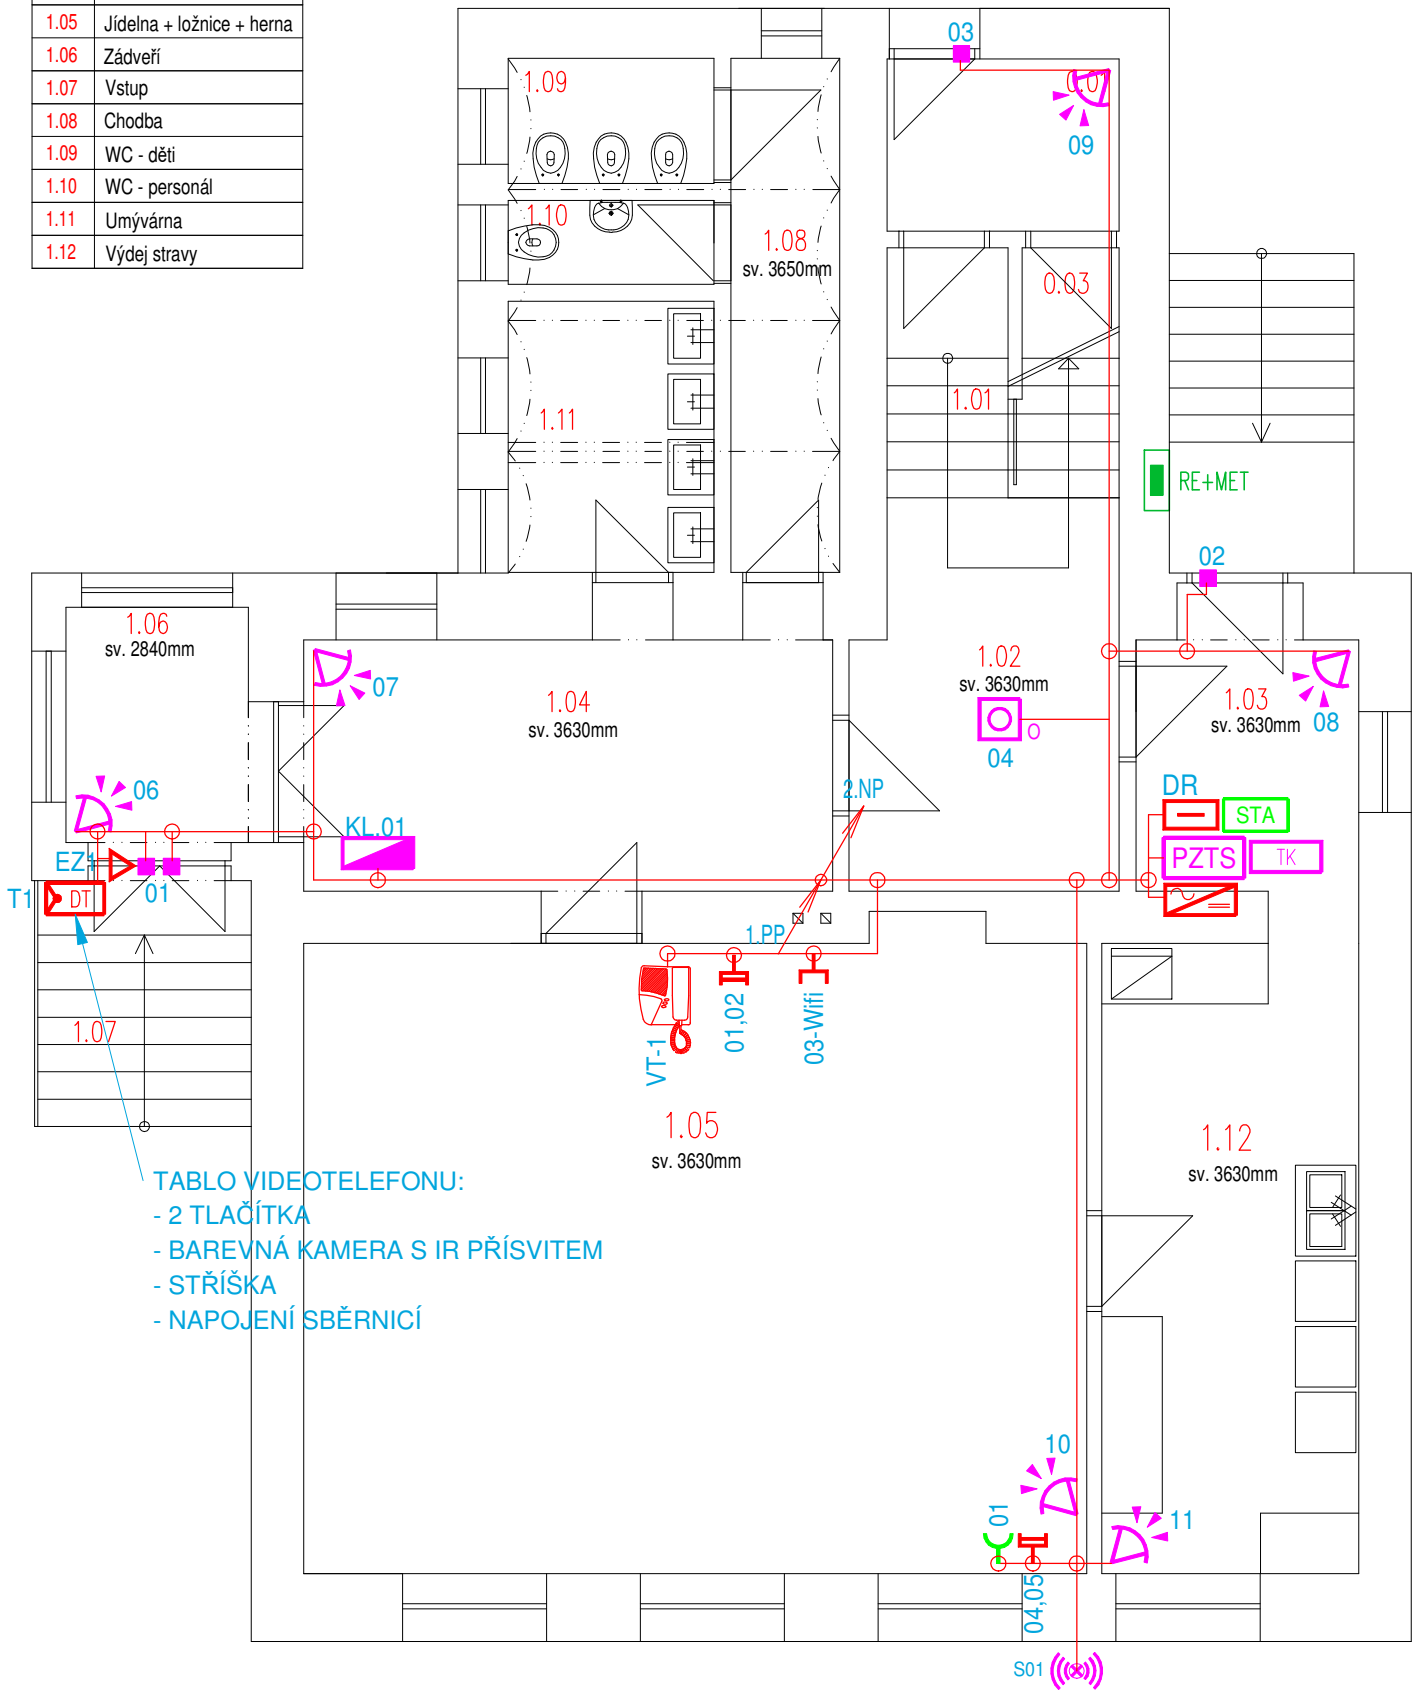 1.05 Jídelna + ložnice + herna
1.06 Zádveří
1.07 Vstup
1.08 Chodba
1.09 WC - děti
1.10 WC - personál
1.11 Umývárna
1.12 Výdej stravy
03
1.09
0.01
09
1.10
1.08
sv. 3650mm
0.03
1.01
1.11
RE+MET
02
1.06
sv. 2840mm
07
1.04
sv. 3630mm
1.02
sv. 3630mm
O
04
1.03
sv. 3630mm
08
06
2.NP
DR
STA
KL.01
PZTS
TK
EZ1
01
T1
DT
1.PP
1.07
VT-1
01,02
03-Wifi
1.05
sv. 3630mm
1.12
sv. 3630mm
TABLO VIDEOTELEFONU:
- 2 TLAČÍTKA
- BAREVNÁ KAMERA S IR PŘÍSVITEM
- STŘÍŠKA
- NAPOJENÍ SBĚRNICÍ
10
01
11
04,05
S01